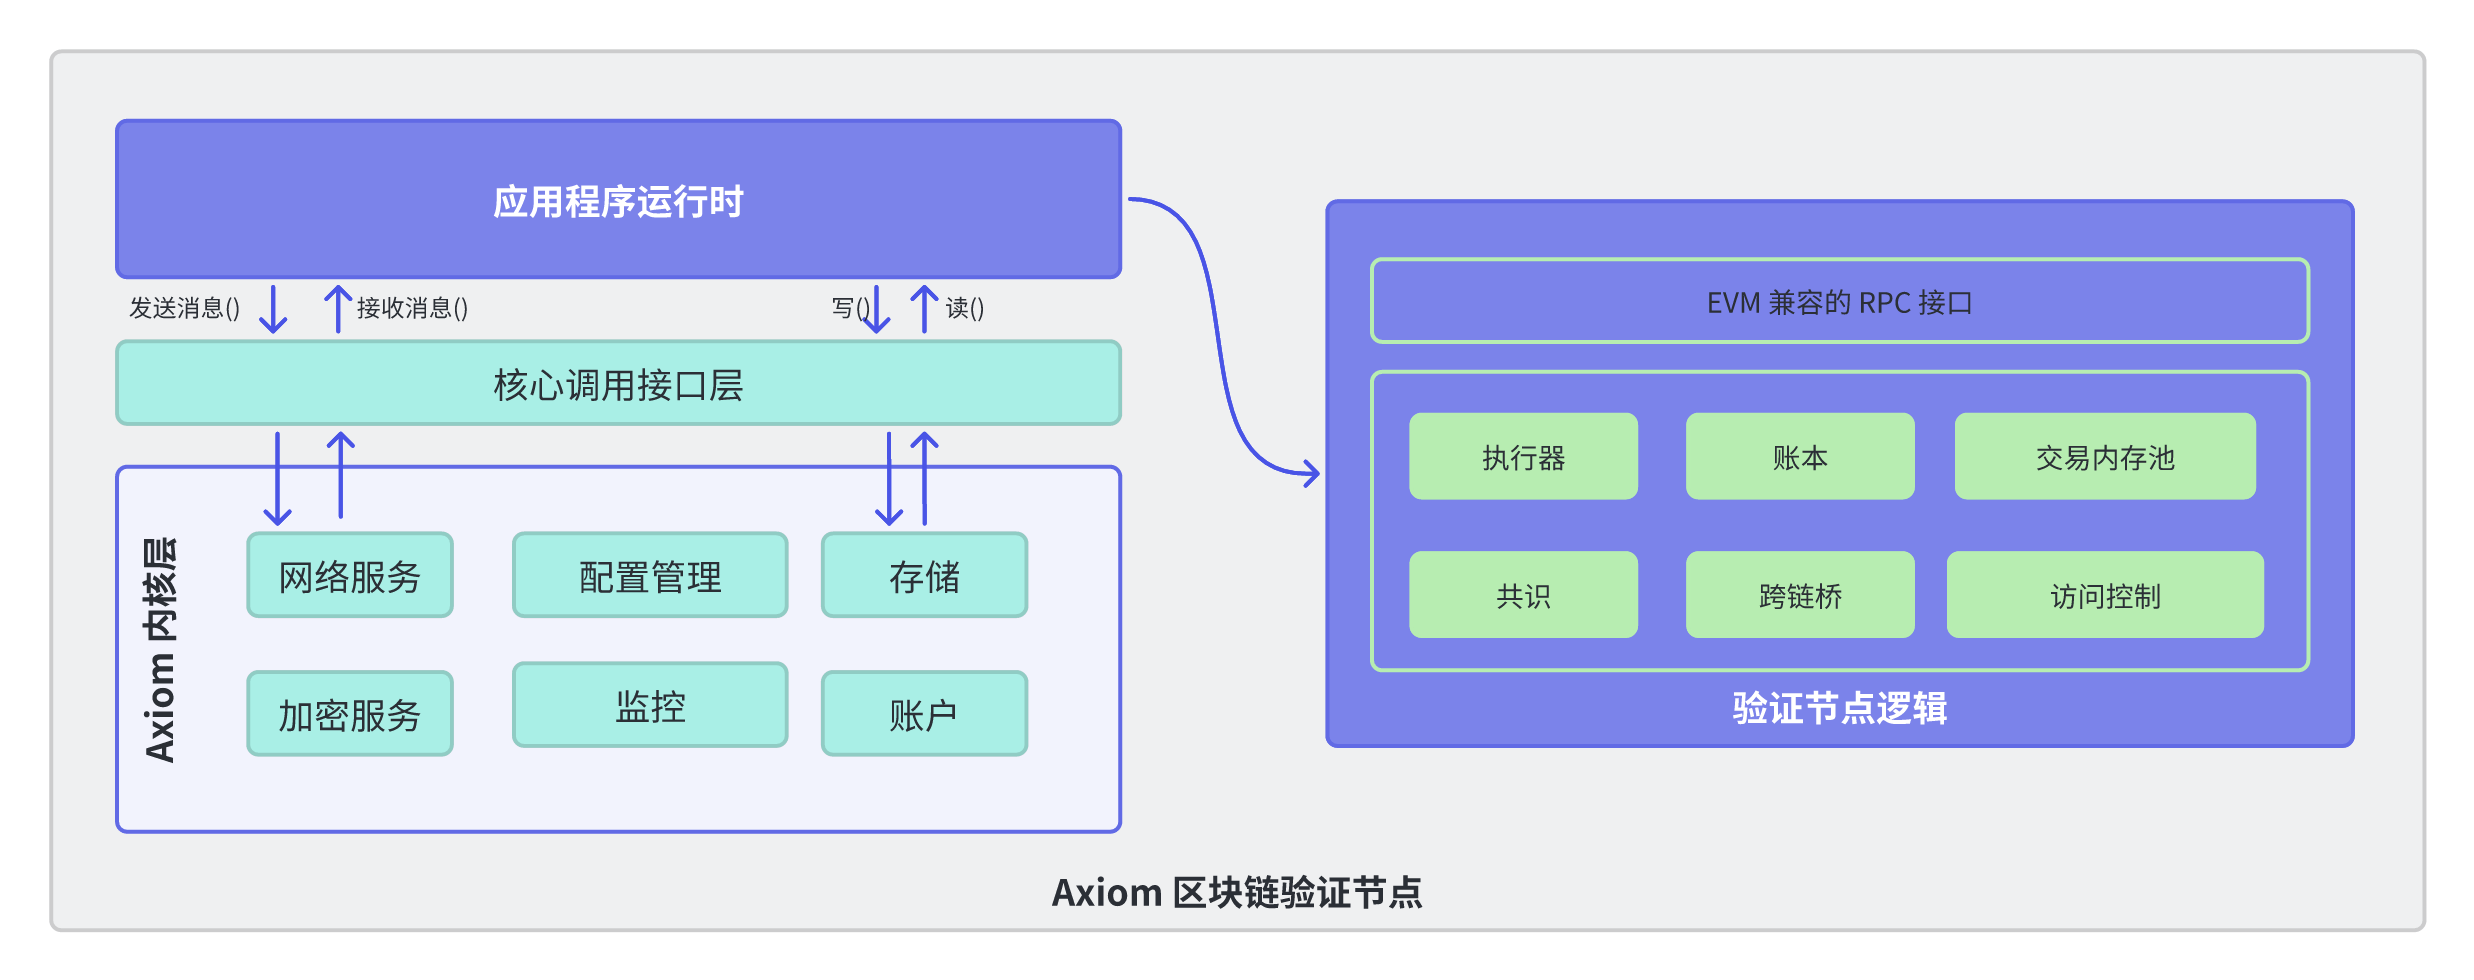 应用程序运行时
发送消息()
接收消息()
写()
读()
核心调用接口层
Axiom 内核层
网络服务
配置管理
存储
加密服务
监控
账户
EVM 兼容的 RPC 接口
执行器
账本
交易内存池
共识
跨链桥
访问控制
验证节点逻辑
Axiom 区块链验证节点